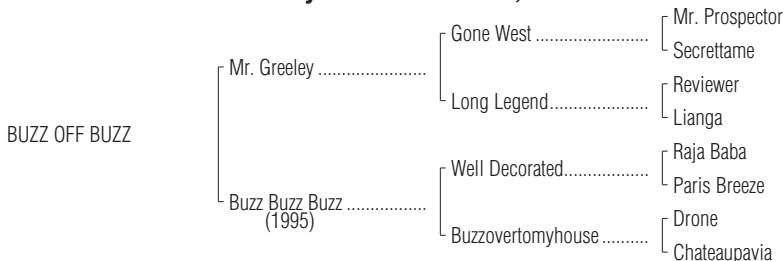 Mr. Prospector
Gone West ........................
Secrettame
Mr. Greeley .......................
Reviewer
Long Legend.....................
Lianga
BUZZ OFF BUZZ
Raja Baba
Well Decorated..................
Paris Breeze
Buzz Buzz Buzz .................
(1995)
Drone
Buzzovertomyhouse ..........
Chateaupavia